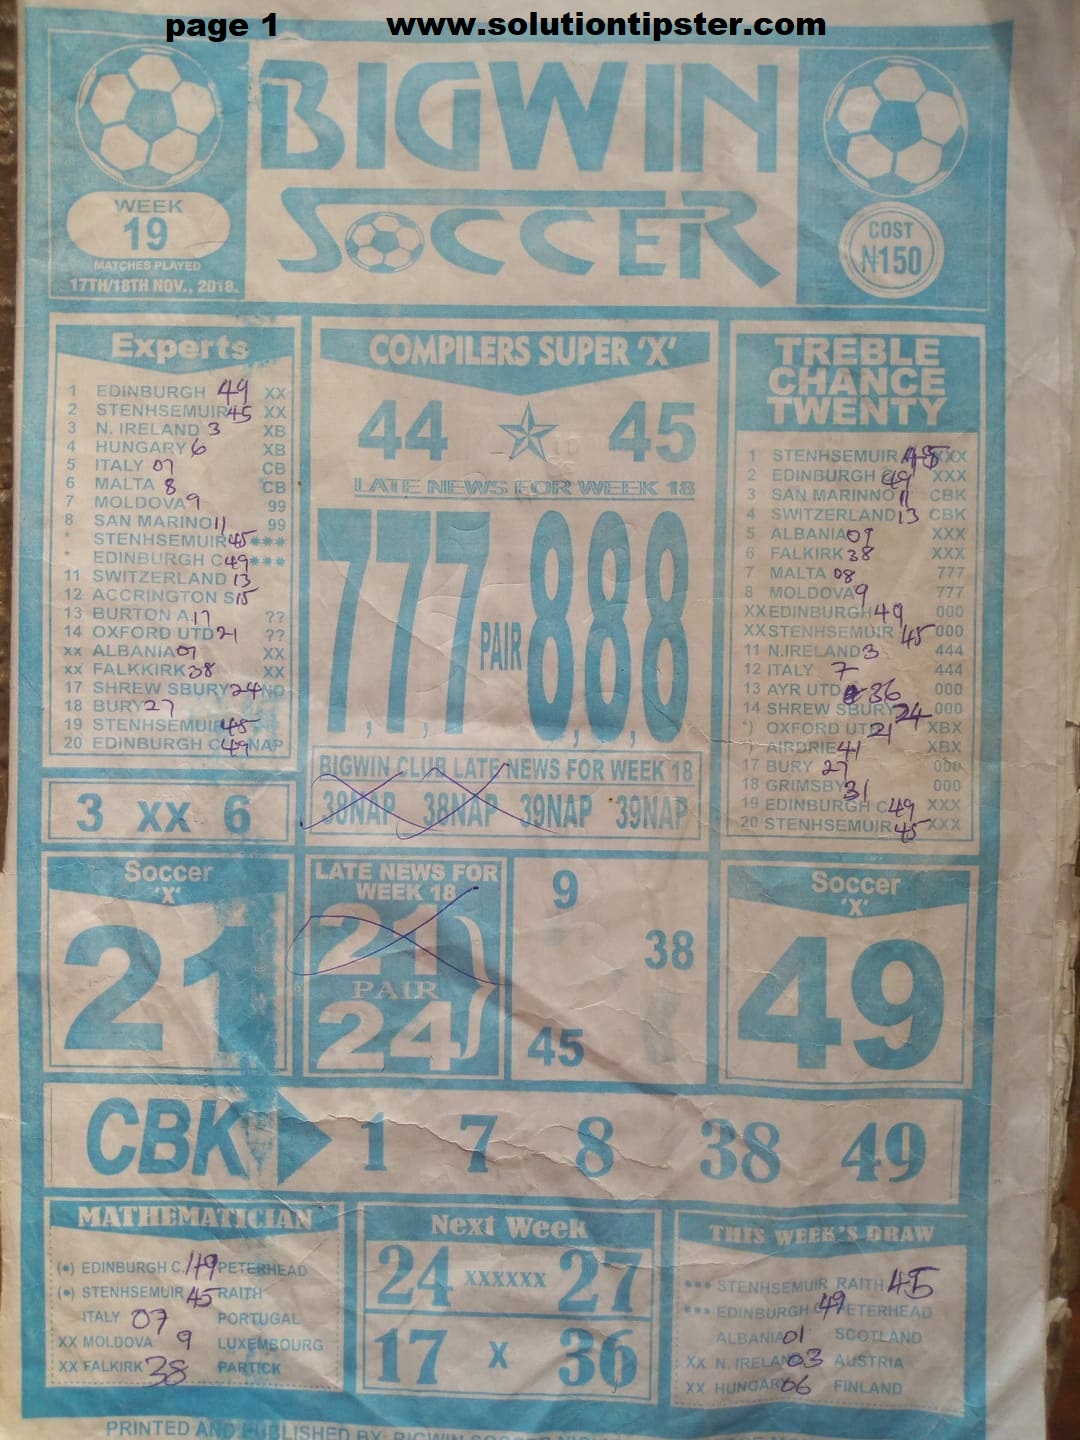 page 1 www.solutiontipster.com
BIGWIN
SOCCER
WEEK
19
MATCHES PLAYED
17TH/18TH NOV., 2018.
COST
₦150
Experts
1 EDINBURGH 49 XX
2 STENHSEMUIR 45 XX
3 N. IRELAND 3 XB
4 HUNGARY 6 XB
5 ITALY 07 CB
6 MALTA 8 CB
7 MOLDOVA 9 99
8 SAN MARINO 11 99
* STENHSEMUIR 45 ***
* EDINBURGH C 49 ***
11 SWITZERLAND 13
12 ACCRINGTON S 15
13 BURTON A 17 ??
14 OXFORD UTD 21 ??
xx ALBANIA 01 XX
xx FALKKIRK 38 XX
17 SHREW SBURY 24 NO
18 BURY 27
19 STENHSEMUIR 45
20 EDINBURGH C 49 NAP
3 xx 6
COMPILERS SUPER 'X'
44 45
LATE NEWS FOR WEEK 18
777 PAIR 888
BIGWIN CLUB LATE NEWS FOR WEEK 18
38NAP 38NAP 39NAP 39NAP
TREBLE
CHANCE
TWENTY
1 STENHSEMUIR 45 XXX
2 EDINBURGH 49 XXX
3 SAN MARINNO 11 CBK
4 SWITZERLAND 13 CBK
5 ALBANIA 01 XXX
6 FALKIRK 38 XXX
7 MALTA 08 777
8 MOLDOVA 9 777
XX EDINBURGH 49 000
XX STENHSEMUIR 45 000
11 N.IRELAND 3 444
12 ITALY 7 444
13 AYR UTD 36 000
14 SHREW SBURY 24 000
*) OXFORD UTD 21 XBX
*) AIRDRIE 41 XBX
17 BURY 27 000
18 GRIMSBY 31 000
19 EDINBURGH C 49 XXX
20 STENHSEMUIR 45 XXX
Soccer
'X'
21
LATE NEWS FOR
WEEK 18
21
PAIR
24
9
38
45
Soccer
'X'
49
CBK 1 7 8 38 49
MATHEMATICIAN
(•) EDINBURGH C. 49 PETERHEAD
(•) STENHSEMUIR 45 RAITH
ITALY 07 PORTUGAL
XX MOLDOVA 9 LUXEMBOURG
XX FALKIRK 38 PARTICK
Next Week
24 xxxxxx 27
17 x 36
THIS WEEK'S DRAW
*** STENHSEMUIR RAITH 45
*** EDINBURGH C 49 PETERHEAD
ALBANIA 01 SCOTLAND
XX N. IRELAN 03 AUSTRIA
XX HUNGARY 06 FINLAND
PRINTED AND PUBLISHED BY: BIGWIN SOCCER